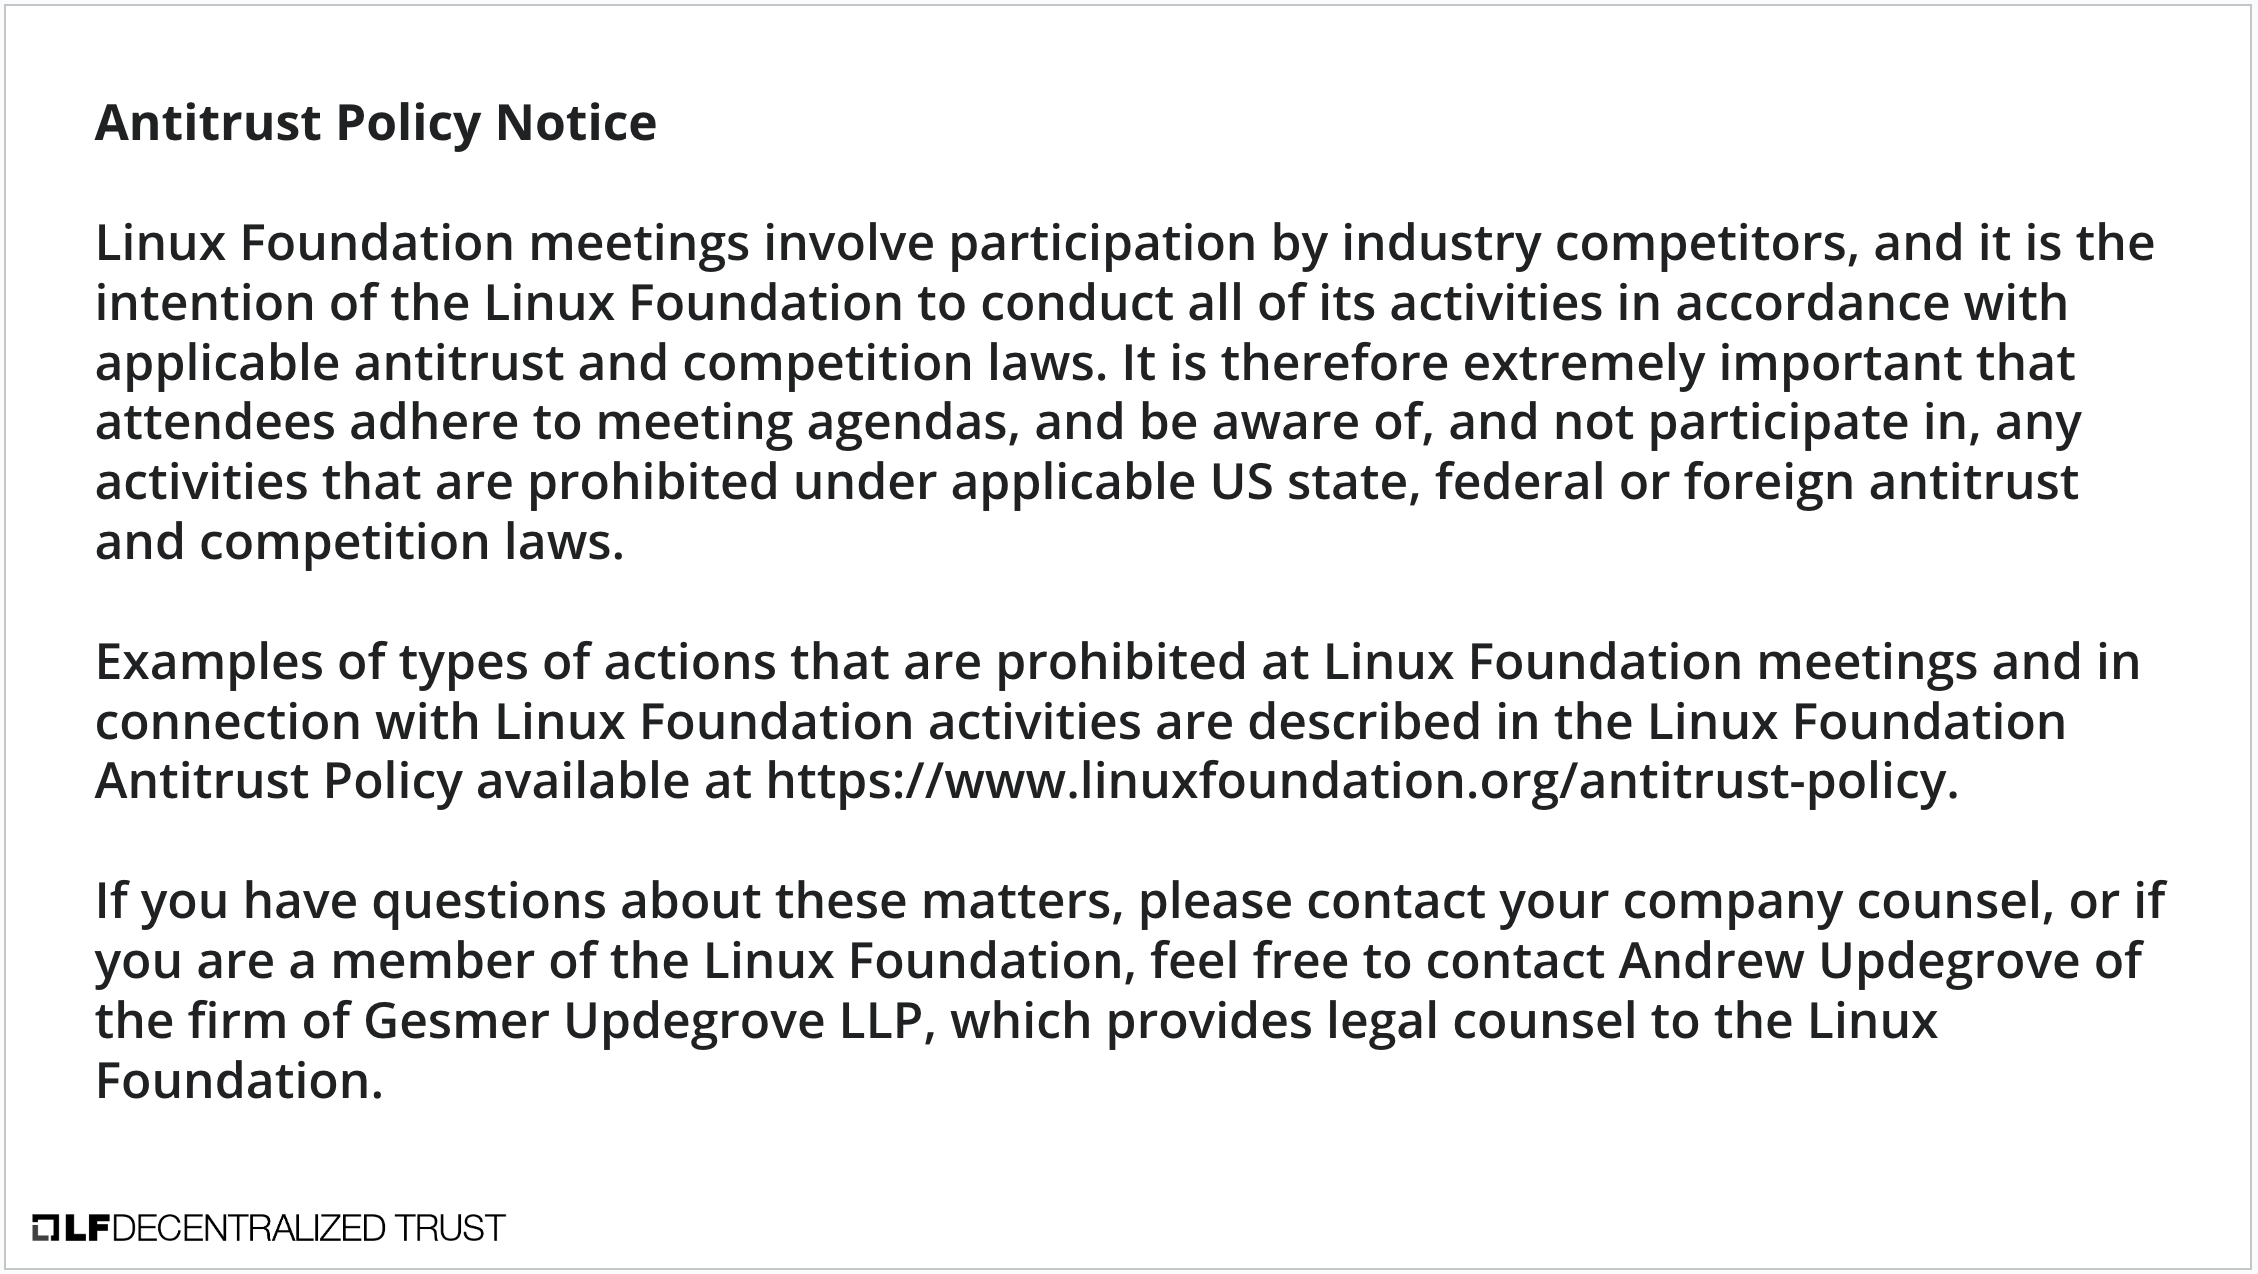 Antitrust Policy Notice
Linux Foundation meetings involve participation by industry competitors, and it is the
intention of the Linux Foundation to conduct all of its activities in accordance with
applicable antitrust and competition laws. It is therefore extremely important that
attendees adhere to meeting agendas, and be aware of, and not participate in, any
activities that are prohibited under applicable US state, federal or foreign antitrust
and competition laws.
Examples of types of actions that are prohibited at Linux Foundation meetings and in
connection with Linux Foundation activities are described in the Linux Foundation
Antitrust Policy available at https://www.linuxfoundation.org/antitrust-policy.
If you have questions about these matters, please contact your company counsel, or if
you are a member of the Linux Foundation, feel free to contact Andrew Updegrove of
the firm of Gesmer Updegrove LLP, which provides legal counsel to the Linux
Foundation.
LFDECENTRALIZED TRUST